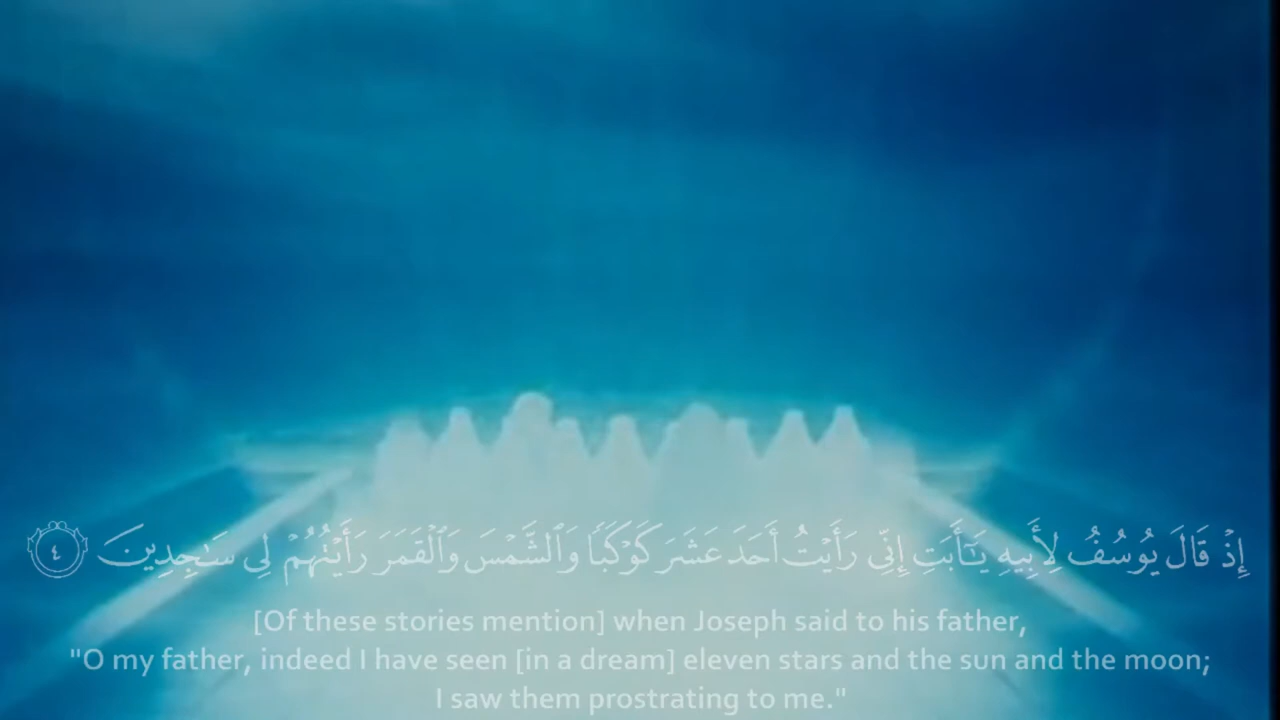 إِذْ قَالَ يُوسُفُ لِأَبِيهِ يَـٰٓأَبَتِ إِنِّى رَأَيْتُ أَحَدَ عَشَرَ كَوْكَبًا وَٱلشَّمْسَ وَٱلْقَمَرَ رَأَيْتُهُمْ لِى سَـٰجِدِينَ ٤
[Of these stories mention] when Joseph said to his father,
"O my father, indeed I have seen [in a dream] eleven stars and the sun and the moon;
I saw them prostrating to me."